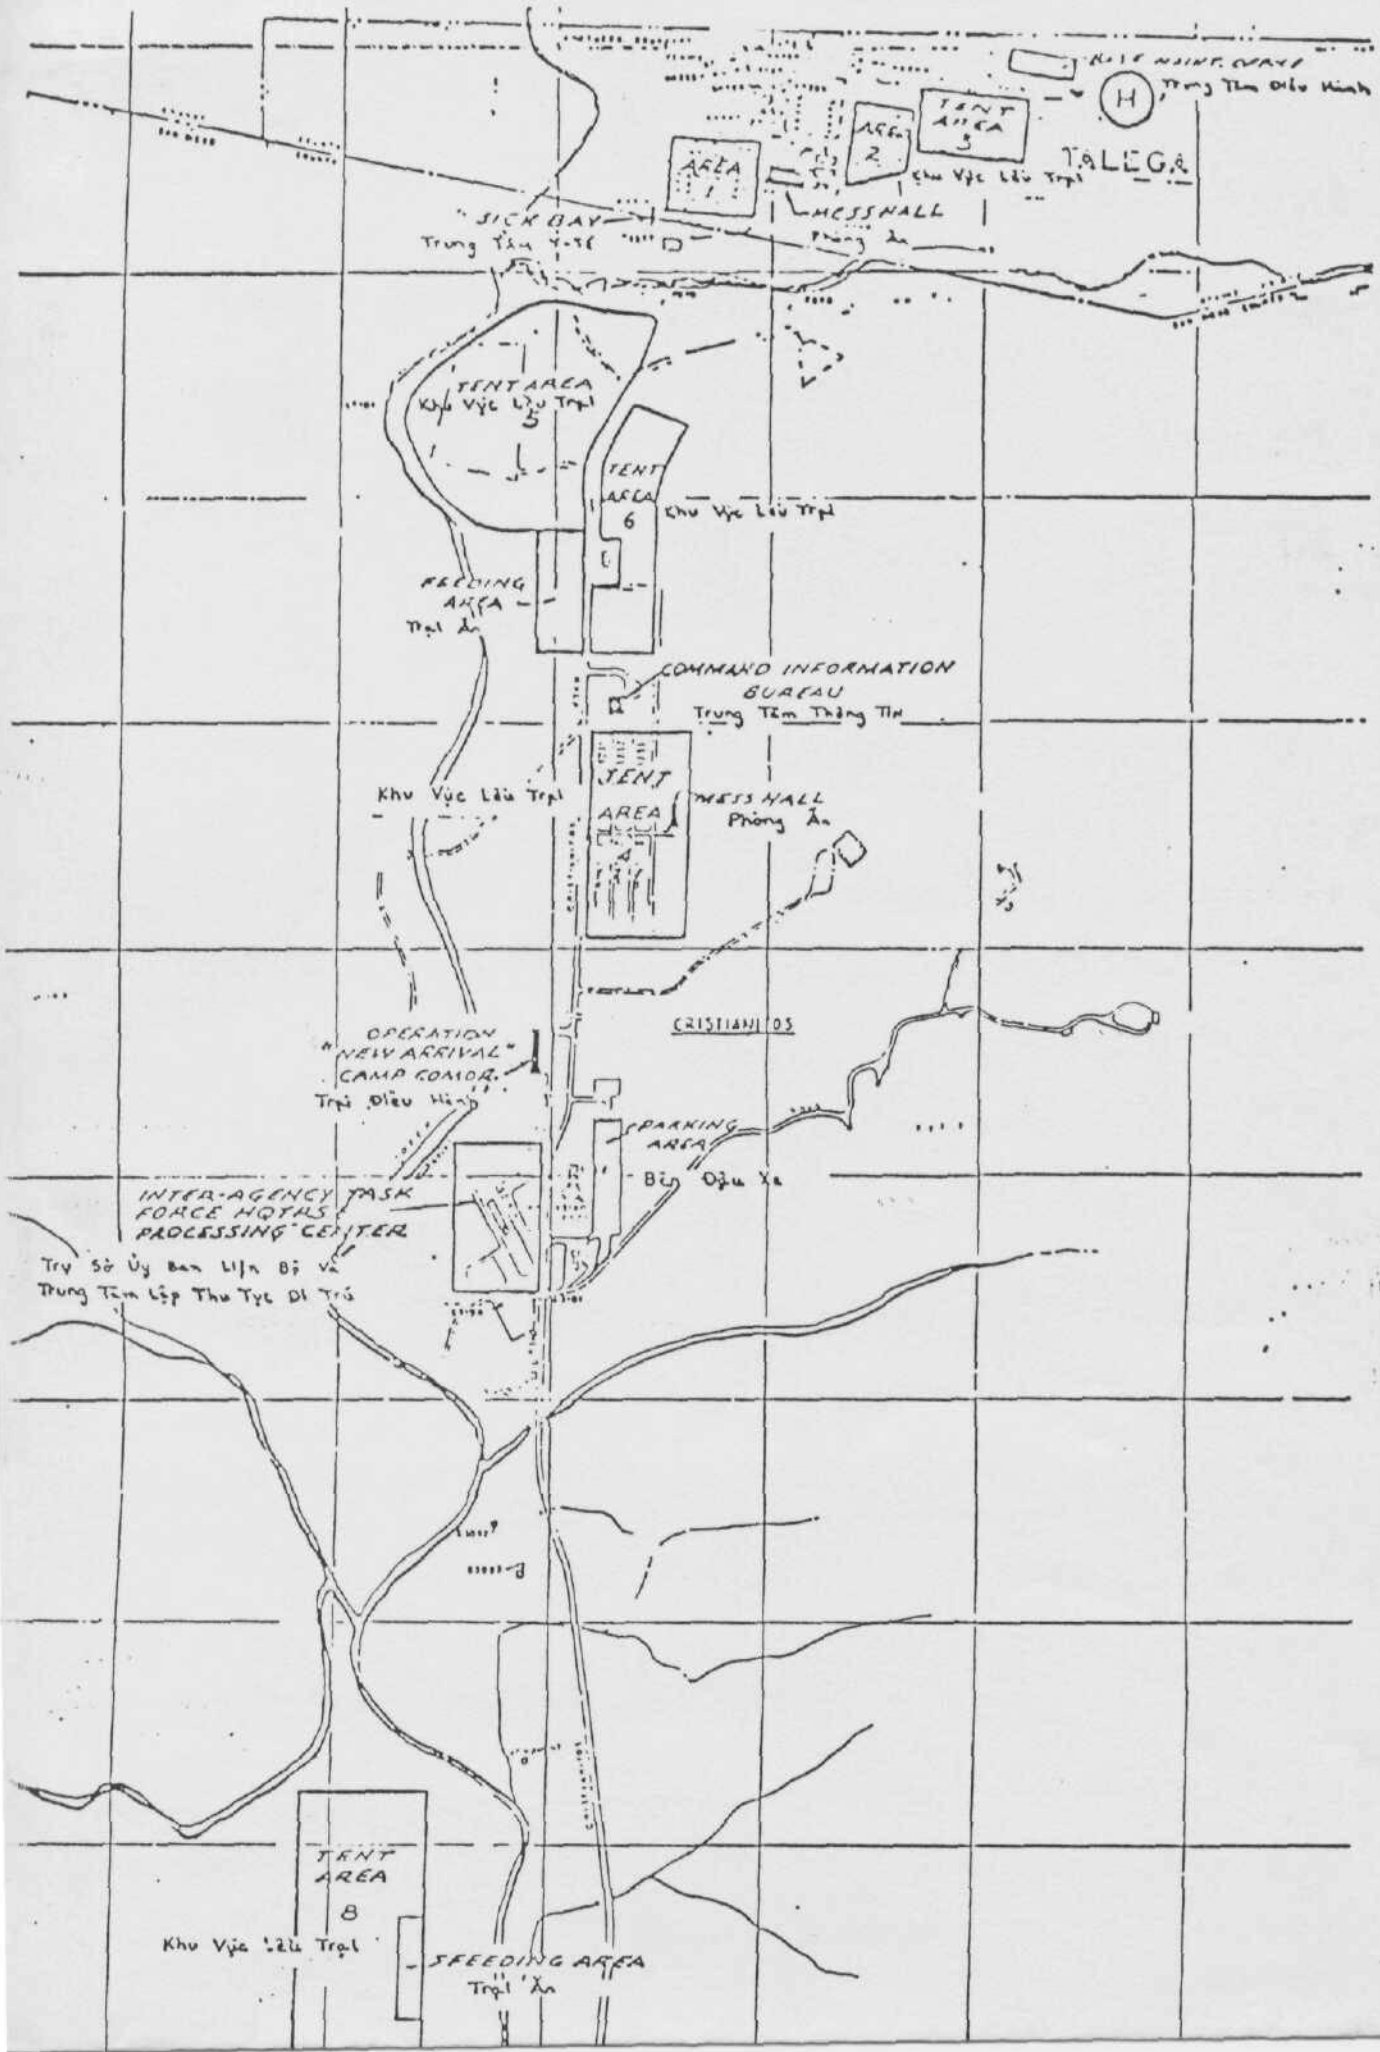 H
TENT
AREA
3
AREA
2
TALEGA
AREA
1
Khu Vực Lều Trại
MESSHALL
Phòng Ăn
SICK BAY
Trung Tâm Y-Tế
TENT AREA
Khu Vực Lều Trại
5
TENT
AREA
6
Khu Vực Lều Trại
FEEDING
AREA
Trại Ăn
COMMAND INFORMATION
BUREAU
Trung Tâm Thông Tin
TENT
AREA
Khu Vực Lều Trại
MESS HALL
Phòng Ăn
CRISTIANITOS
OPERATION
"NEW ARRIVAL"
CAMP COMDR.
Trại Điều Hành
PARKING
AREA
Bãi Đậu Xe
INTER-AGENCY TASK
FORCE HQTRS
PROCESSING CENTER
Trụ Sở Ủy Ban Liên Bộ Và
Trung Tâm Lập Thủ Tục Di Trú
TENT
AREA
8
Khu Vực Lều Trại
FEEDING AREA
Trại Ăn